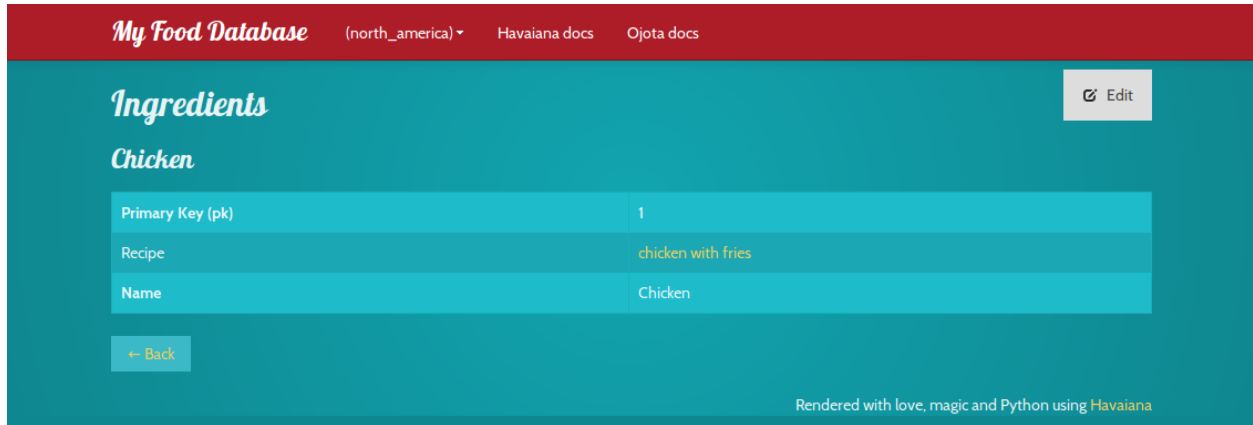 My Food Database (north_america) Havaiana docs Ojota docs
Ingredients
Edit
Chicken
Primary Key (pk) 1
Recipe chicken with fries
Name Chicken
← Back
Rendered with love, magic and Python using Havaiana